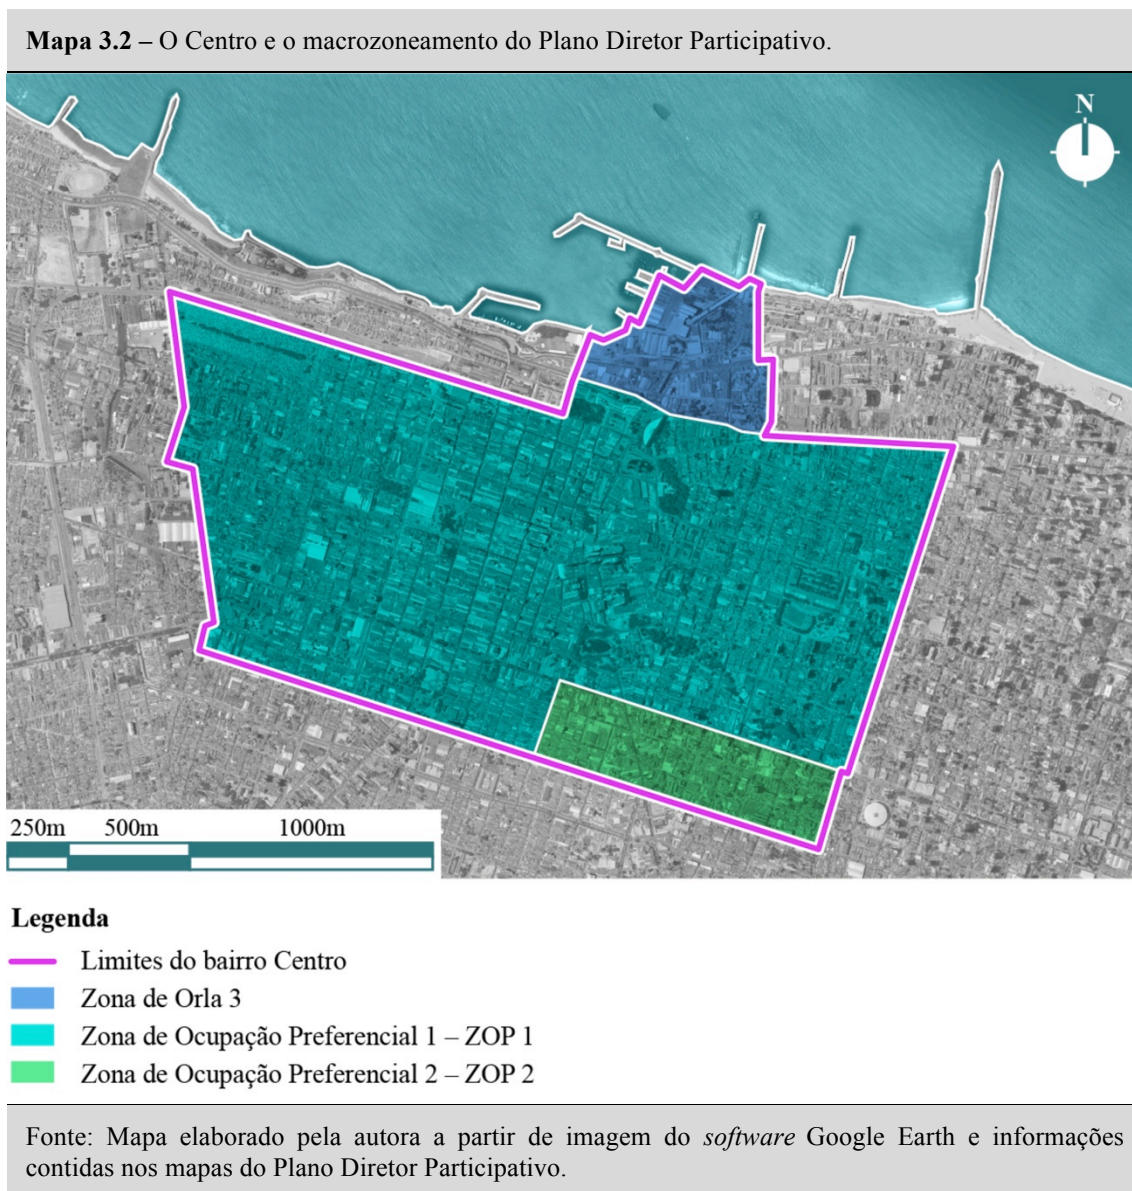 Mapa 3.2 – O Centro e o macrozoneamento do Plano Diretor Participativo.
N
250m 500m 1000m
Legenda
Limites do bairro Centro
Zona de Orla 3
Zona de Ocupação Preferencial 1 – ZOP 1
Zona de Ocupação Preferencial 2 – ZOP 2
Fonte: Mapa elaborado pela autora a partir de imagem do software Google Earth e informações
contidas nos mapas do Plano Diretor Participativo.